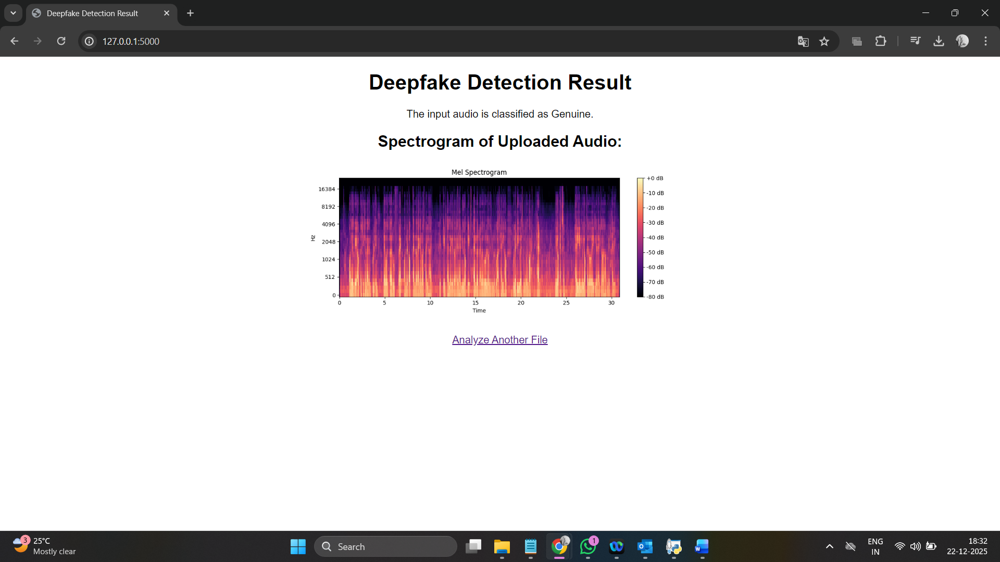 Deepfake Detection Result
127.0.0.1:5000
Deepfake Detection Result
The input audio is classified as Genuine.
Spectrogram of Uploaded Audio:
Mel Spectrogram
16384
8192
4096
2048
1024
512
0
Hz
0 5 10 15 20 25 30
Time
+0 dB
-10 dB
-20 dB
-30 dB
-40 dB
-50 dB
-60 dB
-70 dB
-80 dB
Analyze Another File
3
25°C
Mostly clear
Search
1
W
ENG
IN
18:32
22-12-2025